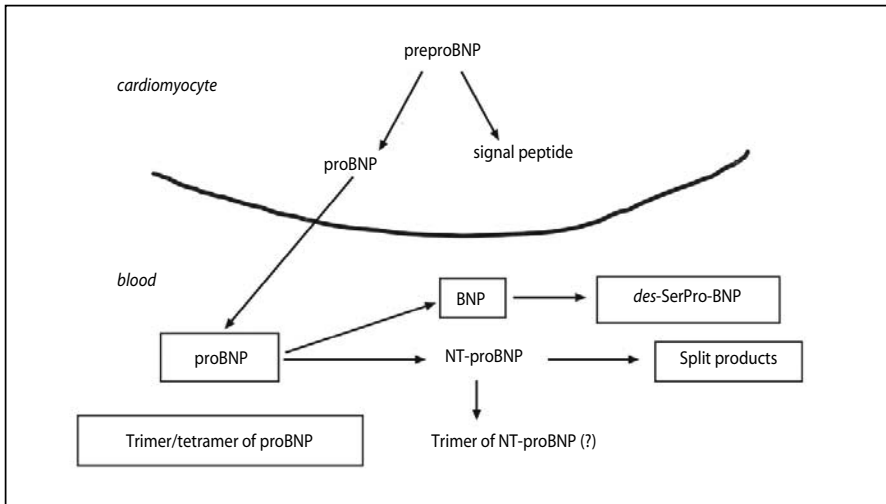 preproBNP
cardiomyocyte
signal peptide
proBNP
blood
BNP
des-SerPro-BNP
proBNP
NT-proBNP
Split products
Trimer/tetramer of proBNP
Trimer of NT-proBNP (?)